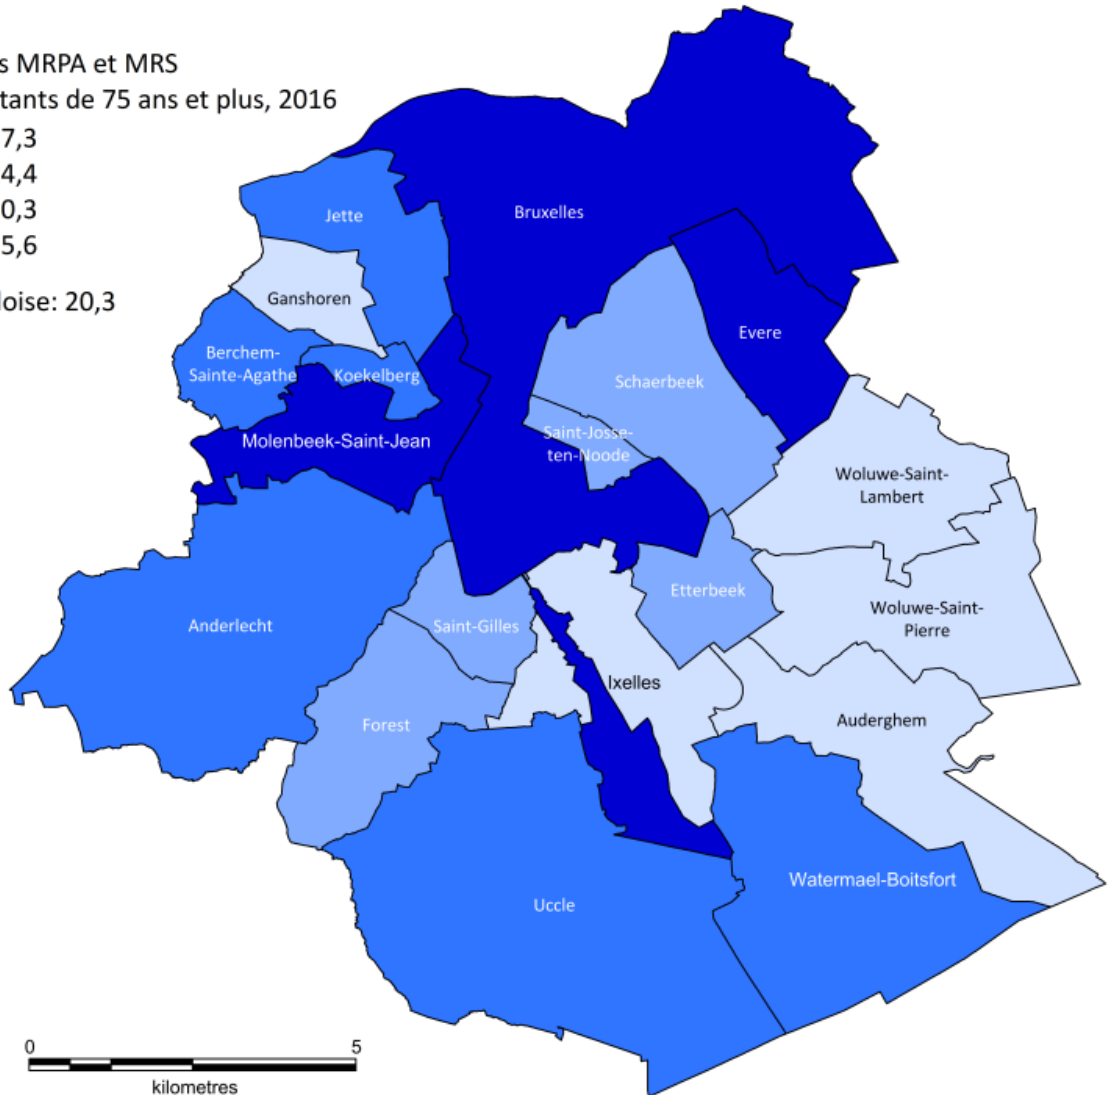 s MRPA et MRS
tants de 75 ans et plus, 2016
7,3
4,4
0,3
5,6
loise: 20,3
Jette
Bruxelles
Ganshoren
Evere
Berchem-
Sainte-Agathe
Koekelberg
Schaerbeek
Molenbeek-Saint-Jean
Saint-Josse-
ten-Noode
Woluwe-Saint-
Lambert
Etterbeek
Woluwe-Saint-
Pierre
Anderlecht
Saint-Gilles
Ixelles
Forest
Auderghem
Watermael-Boitsfort
Uccle
0 5
kilometres